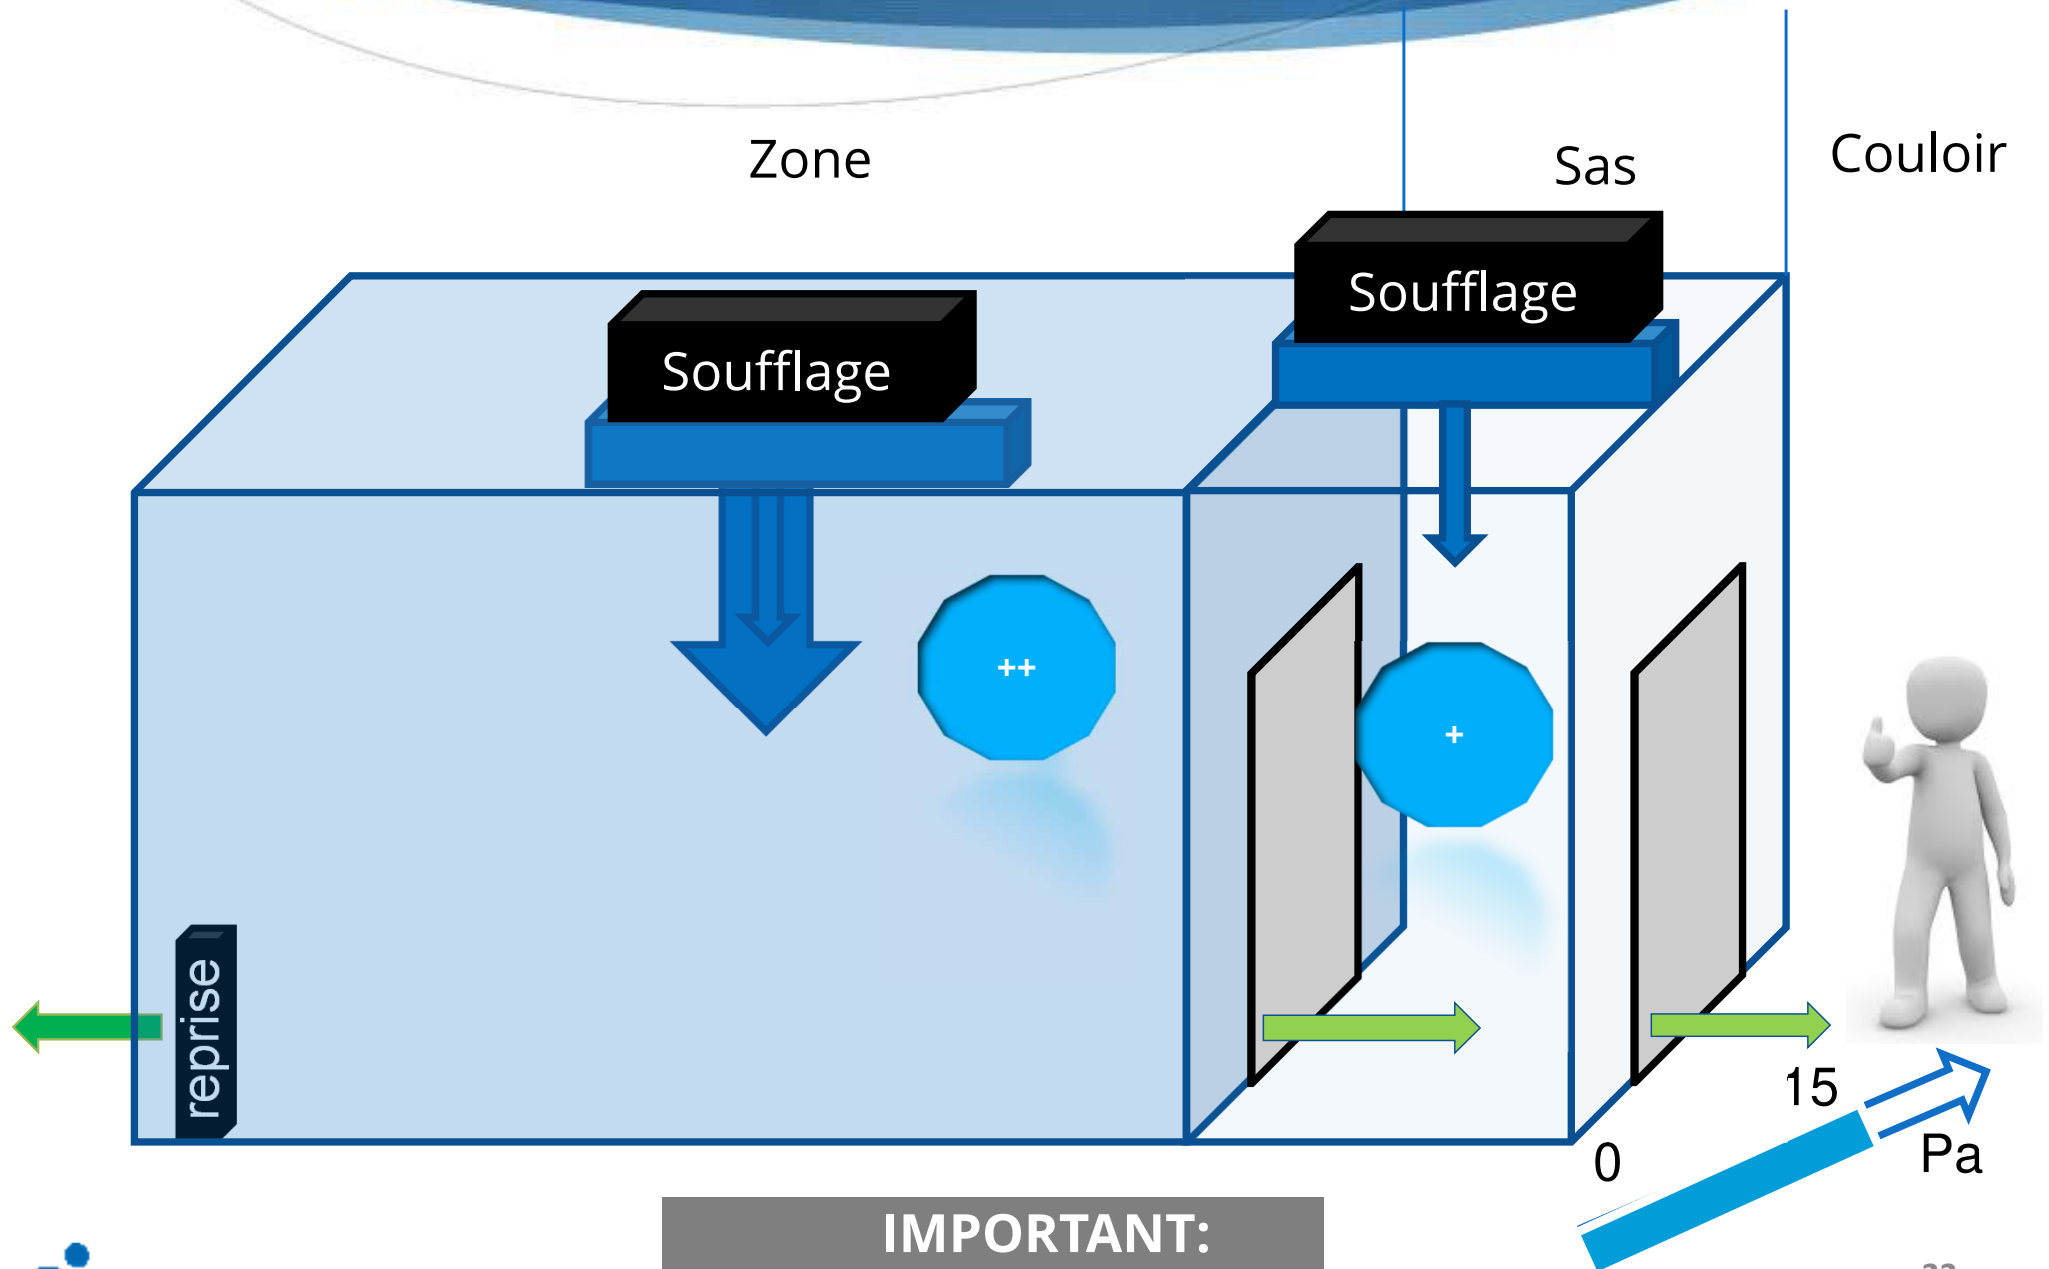 Zone
Sas
Couloir
Soufflage
Soufflage
++
+
reprise
15
0
Pa
IMPORTANT: